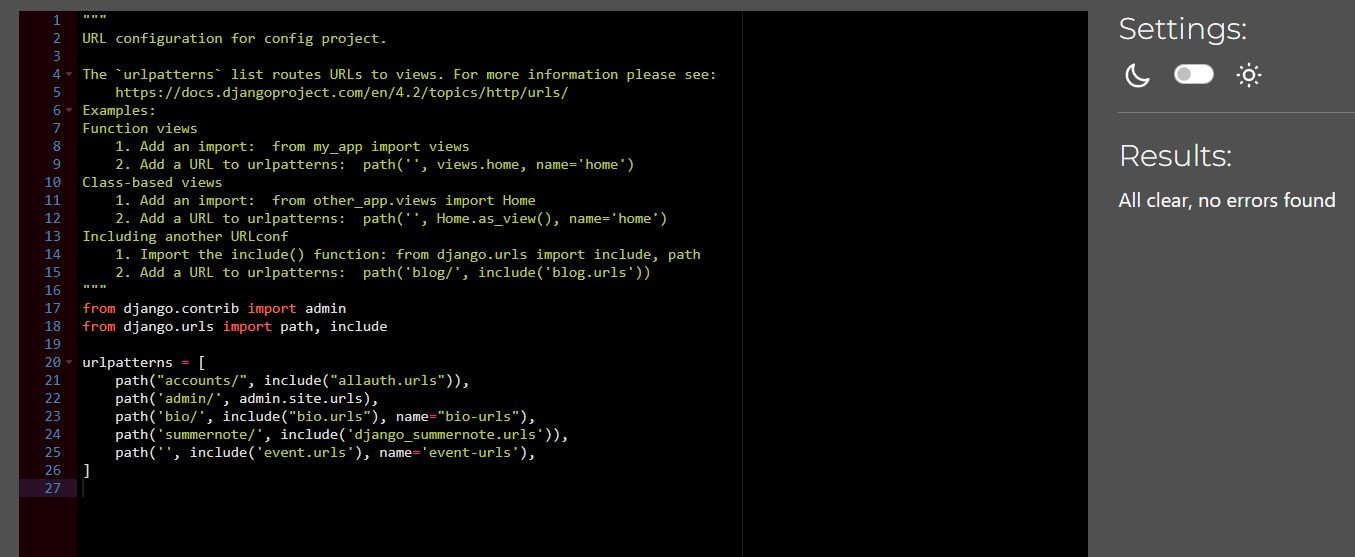 1 """
2 URL configuration for config project.
3
4 The `urlpatterns` list routes URLs to views. For more information please see:
5     https://docs.djangoproject.com/en/4.2/topics/http/urls/
6 Examples:
7 Function views
8     1. Add an import:  from my_app import views
9     2. Add a URL to urlpatterns:  path('', views.home, name='home')
10 Class-based views
11     1. Add an import:  from other_app.views import Home
12     2. Add a URL to urlpatterns:  path('', Home.as_view(), name='home')
13 Including another URLconf
14     1. Import the include() function: from django.urls import include, path
15     2. Add a URL to urlpatterns:  path('blog/', include('blog.urls'))
16 """
17 from django.contrib import admin
18 from django.urls import path, include
19
20 urlpatterns = [
21     path("accounts/", include("allauth.urls")),
22     path('admin/', admin.site.urls),
23     path('bio/', include("bio.urls"), name="bio-urls"),
24     path('summernote/', include('django_summernote.urls')),
25     path('', include('event.urls'), name='event-urls'),
26 ]
27
Settings:
Results:
All clear, no errors found